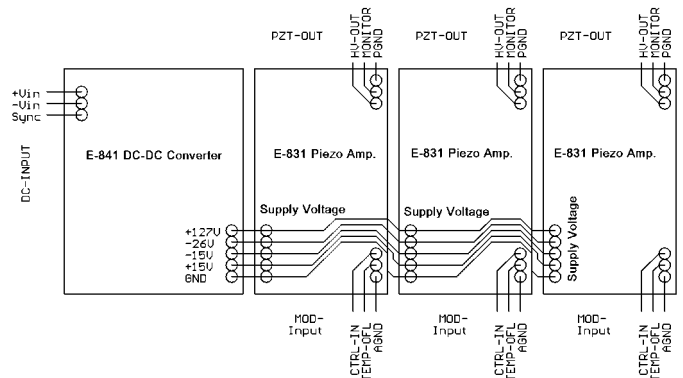 PZT-OUT
HV-OUT
MONITOR
PGND
PZT-OUT
HV-OUT
MONITOR
PGND
PZT-OUT
HV-OUT
MONITOR
PGND
+Vin
-Vin
Sync
DC-INPUT
E-841 DC-DC Converter
E-831 Piezo Amp.
E-831 Piezo Amp.
E-831 Piezo Amp.
+127V
-26V
-15V
+15V
GND
Supply Voltage
Supply Voltage
Supply Voltage
MOD-
Input
CTRL-IN
TEMP-OFL
AGND
MOD-
Input
CTRL-IN
TEMP-OFL
AGND
MOD-
Input
CTRL-IN
TEMP-OFL
AGND